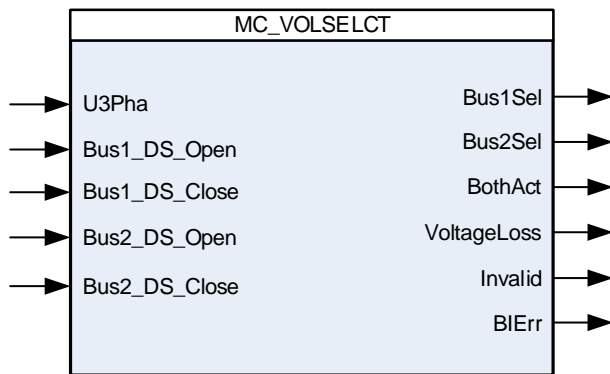 MC_VOLSELCT
U3Pha
Bus1_DS_Open
Bus1_DS_Close
Bus2_DS_Open
Bus2_DS_Close
Bus1Sel
Bus2Sel
BothAct
VoltageLoss
Invalid
BIErr